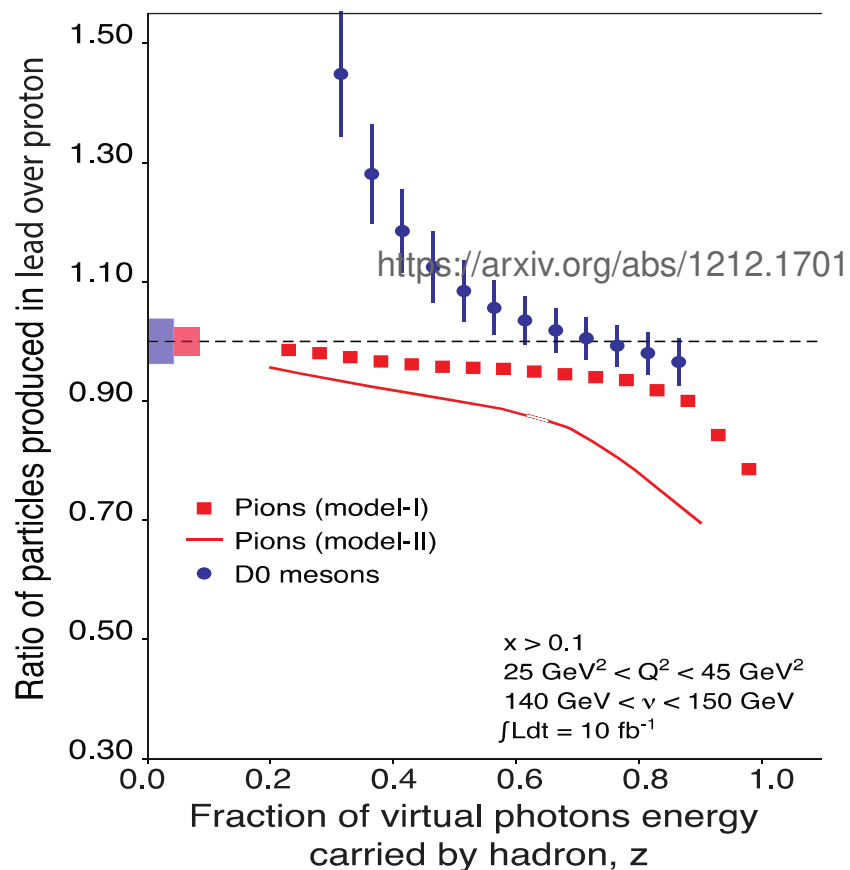 Ratio of particles produced in lead over proton
1.50
1.30
1.10
0.90
0.70
0.50
0.30
https://arxiv.org/abs/1212.1701
Pions (model-I)
Pions (model-II)
D0 mesons
x > 0.1
25 GeV² < Q² < 45 GeV²
140 GeV < ν < 150 GeV
∫Ldt = 10 fb⁻¹
0.0 0.2 0.4 0.6 0.8 1.0
Fraction of virtual photons energy
carried by hadron, z